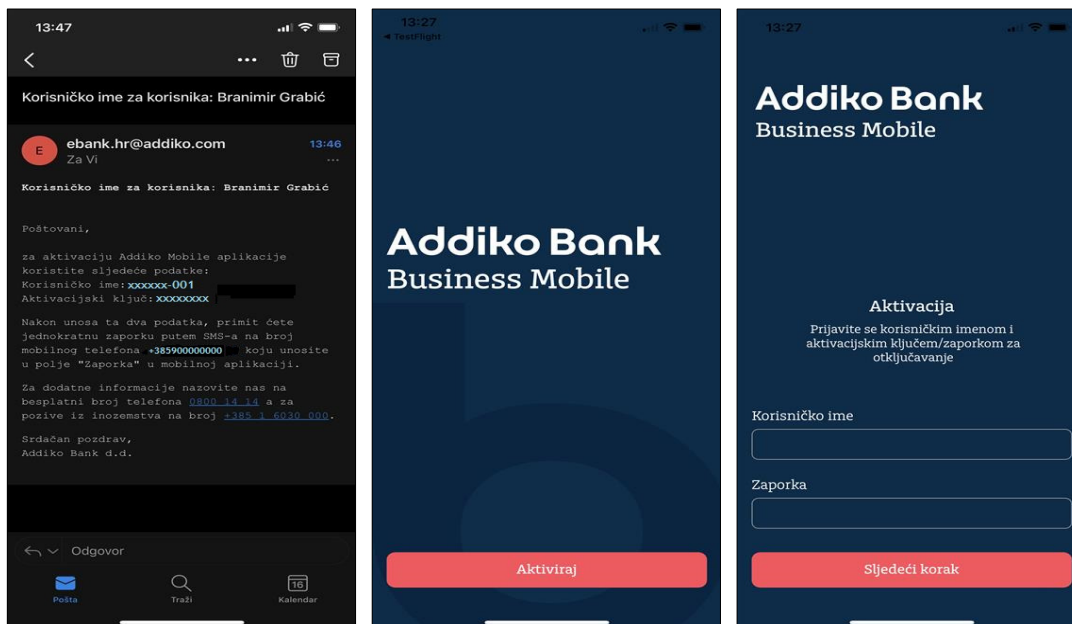 13:47
Korisničko ime za korisnika: Branimir Grabić
E
ebank.hr@addiko.com
13:46
Za Vi
Korisničko ime za korisnika: Branimir Grabić
Poštovani,
za aktivaciju Addiko Mobile aplikacije
koristite sljedeće podatke:
Korisničko ime: xxxxxx-001
Aktivacijski ključ: xxxxxxxx
Nakon unosa ta dva podatka, primit ćete
jednokratnu zaporku putem SMS-a na broj
mobilnog telefona +385900000000 koju unosite
u polje "Zaporka" u mobilnoj aplikaciji.
Za dodatne informacije nazovite nas na
besplatni broj telefona 0800 14 14 a za
pozive iz inozemstva na broj +385 1 6030 000.
Srdačan pozdrav,
Addiko Bank d.d.
Odgovor
Pošta
Traži
16
Kalendar
13:27
TestFlight
Addiko Bank
Business Mobile
Aktiviraj
13:27
Addiko Bank
Business Mobile
Aktivacija
Prijavite se korisničkim imenom i
aktivacijskim ključem/zaporkom za
otključavanje
Korisničko ime
Zaporka
Sljedeći korak